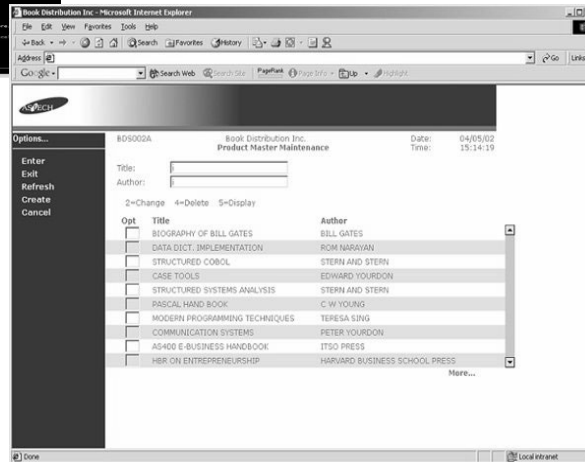 Book Distribution Inc - Microsoft Internet Explorer
File Edit View Favorites Tools Help
Back Search Favorites History
Address Go Links
Google Search Web Search Site PageRank Page Info Up Highlight
ASTECH
Options...
Enter
Exit
Refresh
Create
Cancel
BDS002A Book Distribution Inc. Date: 04/05/02
Product Master Maintenance Time: 15:14:19
Title:
Author:
2=Change 4=Delete 5=Display
Opt Title Author
BIOGRAPHY OF BILL GATES BILL GATES
DATA DICT. IMPLEMENTATION ROM NARAYAN
STRUCTURED COBOL STERN AND STERN
CASE TOOLS EDWARD YOURDON
STRUCTURED SYSTEMS ANALYSIS STERN AND STERN
PASCAL HAND BOOK C W YOUNG
MODERN PROGRAMMING TECHNIQUES TERESA SING
COMMUNICATION SYSTEMS PETER YOURDON
AS400 E-BUSINESS HANDBOOK ITSO PRESS
HBR ON ENTREPRENEURSHIP HARVARD BUSINESS SCHOOL PRESS
More...
Done Local intranet